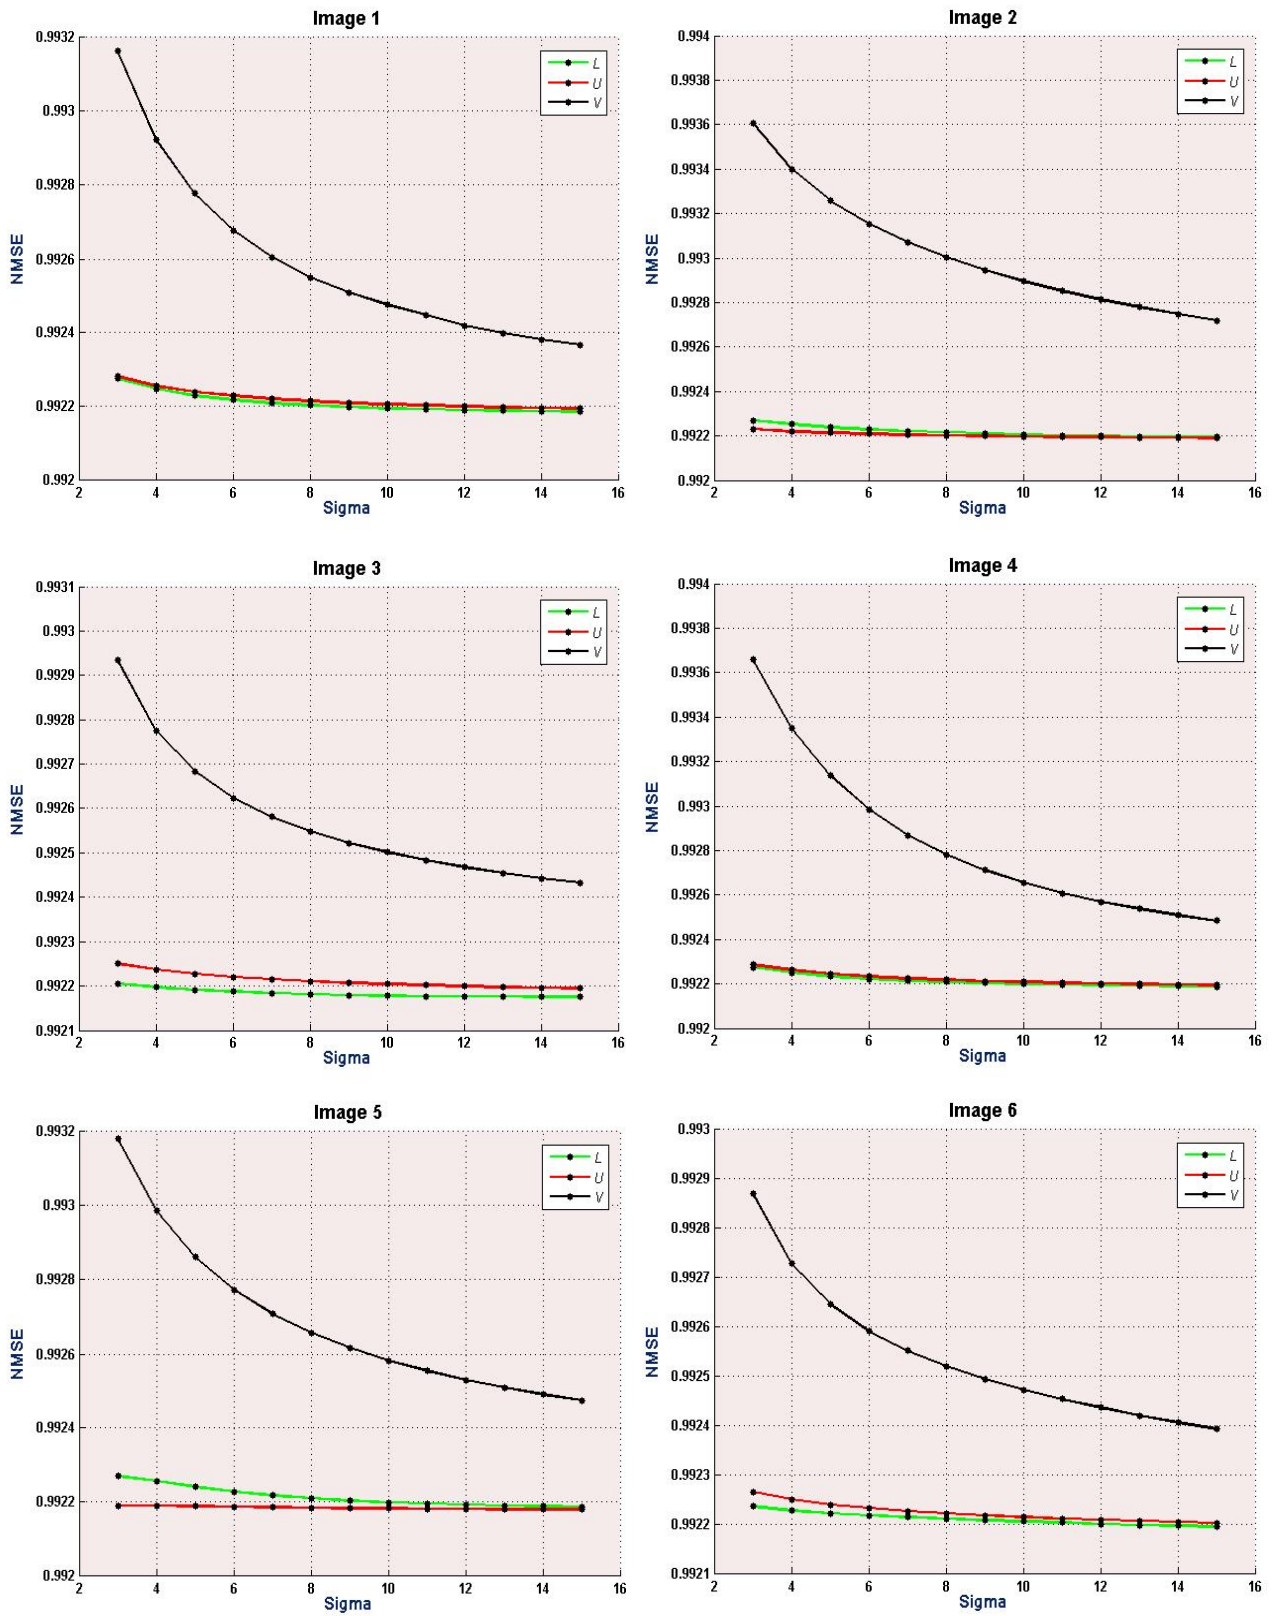 Image 1
0.9932
0.993
0.9928
0.9926
0.9924
0.9922
0.992
NMSE
L
U
V
2 4 6 8 10 12 14 16
Sigma
Image 2
0.994
0.9938
0.9936
0.9934
0.9932
0.993
0.9928
0.9926
0.9924
0.9922
0.992
NMSE
L
U
V
2 4 6 8 10 12 14 16
Sigma
Image 3
0.9931
0.993
0.9929
0.9928
0.9927
0.9926
0.9925
0.9924
0.9923
0.9922
0.9921
NMSE
L
U
V
2 4 6 8 10 12 14 16
Sigma
Image 4
0.994
0.9938
0.9936
0.9934
0.9932
0.993
0.9928
0.9926
0.9924
0.9922
0.992
NMSE
L
U
V
2 4 6 8 10 12 14 16
Sigma
Image 5
0.9932
0.993
0.9928
0.9926
0.9924
0.9922
0.992
NMSE
L
U
V
2 4 6 8 10 12 14 16
Sigma
Image 6
0.993
0.9929
0.9928
0.9927
0.9926
0.9925
0.9924
0.9923
0.9922
0.9921
NMSE
L
U
V
2 4 6 8 10 12 14 16
Sigma